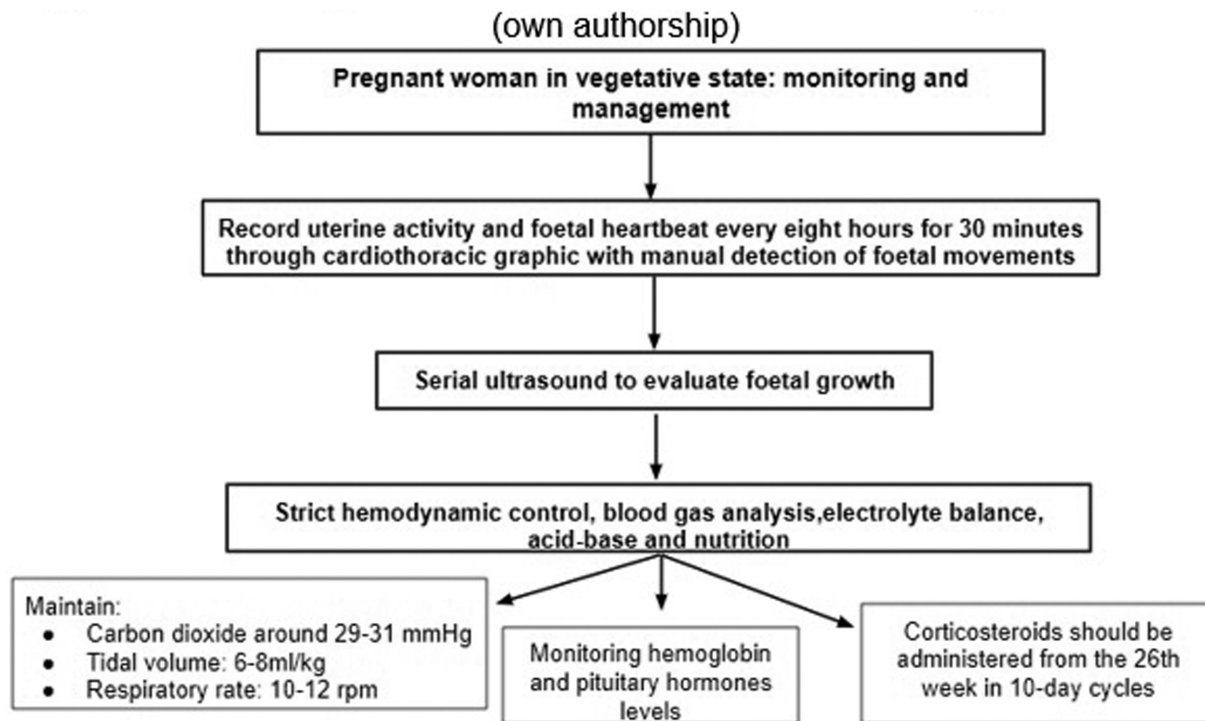 (own authorship)
Pregnant woman in vegetative state: monitoring and
management
Record uterine activity and foetal heartbeat every eight hours for 30 minutes
through cardiothoracic graphic with manual detection of foetal movements
Serial ultrasound to evaluate foetal growth
Strict hemodynamic control, blood gas analysis,electrolyte balance,
acid-base and nutrition
Maintain:
● Carbon dioxide around 29-31 mmHg
● Tidal volume: 6-8ml/kg
● Respiratory rate: 10-12 rpm
Monitoring hemoglobin
and pituitary hormones
levels
Corticosteroids should be
administered from the 26th
week in 10-day cycles